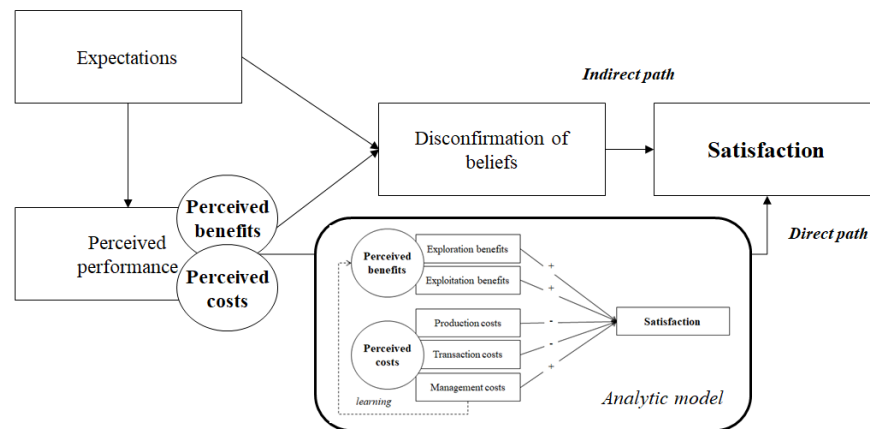 Expectations
Indirect path
Disconfirmation of
beliefs
Satisfaction
Perceived
benefits
Perceived
performance
Perceived
costs
Direct path
Perceived
benefits
Exploration benefits
Exploitation benefits
+
+
Production costs
-
Satisfaction
Perceived
costs
Transaction costs
-
Management costs
+
learning
Analytic model